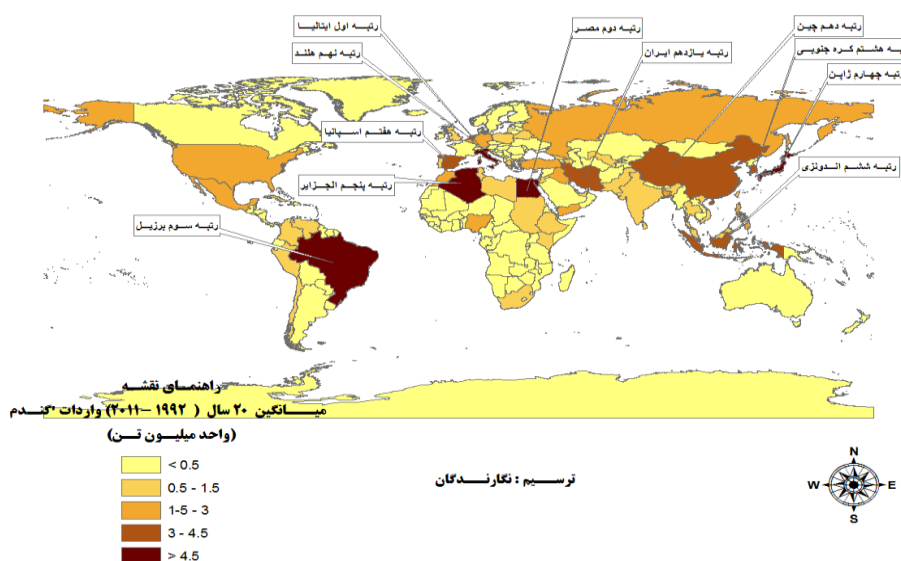 رتبه اول ایتالیا
رتبه دوم مصر
رتبه دهم چین
رتبه نهم هلند
رتبه یازدهم ایران
به هشتم کره جنوبی
رتبه چهارم ژاپن
رتبه هفتم اسپانیا
رتبه ششم اندونزی
رتبه پنجم الجزایر
رتبه سوم برزیل
راهنمای نقشه
میانگین ۲۰ سال ( ۱۹۹۲ – ۲۰۱۱) واردات گندم
(واحد میلیون تن)
< 0.5
0.5 - 1.5
1-5 - 3
3 - 4.5
> 4.5
ترسیم : نگارندگان
N
W E
S